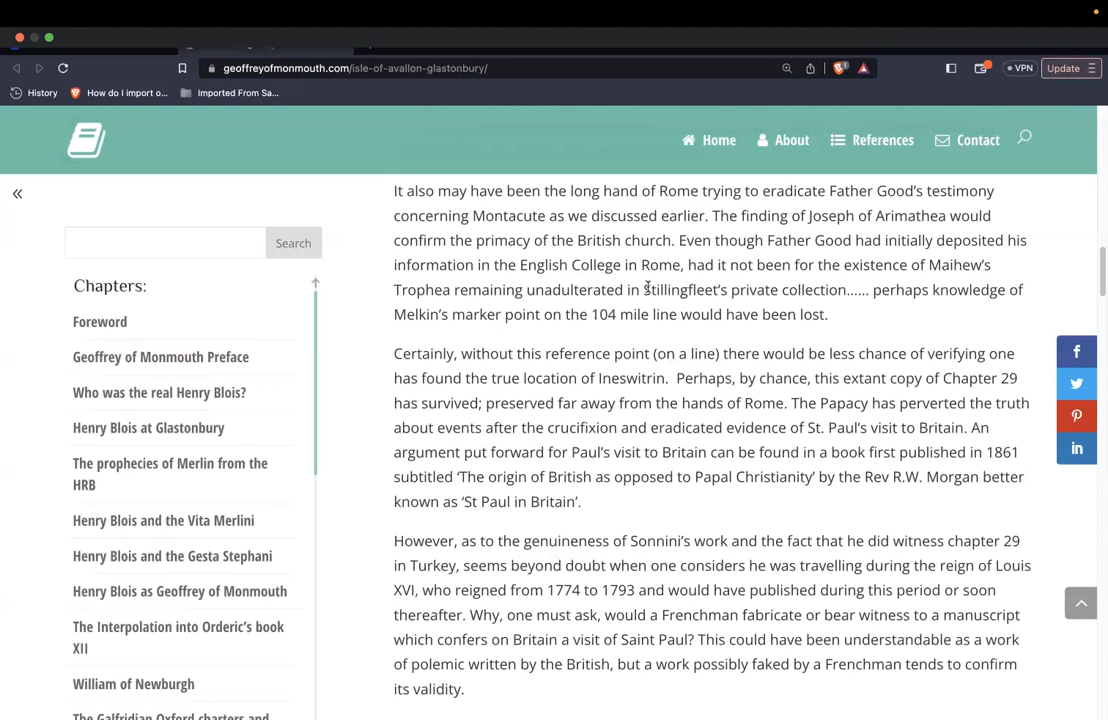 geoffreyofmonmouth.com/isle-of-avallon-glastonbury/
1
VPN
Update
History
How do I import o...
Imported From Sa...
Home
About
References
Contact
«
Search
Chapters:
Foreword
Geoffrey of Monmouth Preface
Who was the real Henry Blois?
Henry Blois at Glastonbury
The prophecies of Merlin from the
HRB
Henry Blois and the Vita Merlini
Henry Blois and the Gesta Stephani
Henry Blois as Geoffrey of Monmouth
The Interpolation into Orderic's book
XII
William of Newburgh
The Galfridian Oxford charters and
It also may have been the long hand of Rome trying to eradicate Father Good's testimony
concerning Montacute as we discussed earlier. The finding of Joseph of Arimathea would
confirm the primacy of the British church. Even though Father Good had initially deposited his
information in the English College in Rome, had it not been for the existence of Maihew's
Trophea remaining unadulterated in Stillingfleet's private collection...... perhaps knowledge of
Melkin's marker point on the 104 mile line would have been lost.
Certainly, without this reference point (on a line) there would be less chance of verifying one
has found the true location of Ineswitrin.  Perhaps, by chance, this extant copy of Chapter 29
has survived; preserved far away from the hands of Rome. The Papacy has perverted the truth
about events after the crucifixion and eradicated evidence of St. Paul's visit to Britain. An
argument put forward for Paul's visit to Britain can be found in a book first published in 1861
subtitled 'The origin of British as opposed to Papal Christianity' by the Rev R.W. Morgan better
known as 'St Paul in Britain'.
However, as to the genuineness of Sonnini's work and the fact that he did witness chapter 29
in Turkey, seems beyond doubt when one considers he was travelling during the reign of Louis
XVI, who reigned from 1774 to 1793 and would have published during this period or soon
thereafter. Why, one must ask, would a Frenchman fabricate or bear witness to a manuscript
which confers on Britain a visit of Saint Paul? This could have been understandable as a work
of polemic written by the British, but a work possibly faked by a Frenchman tends to confirm
its validity.